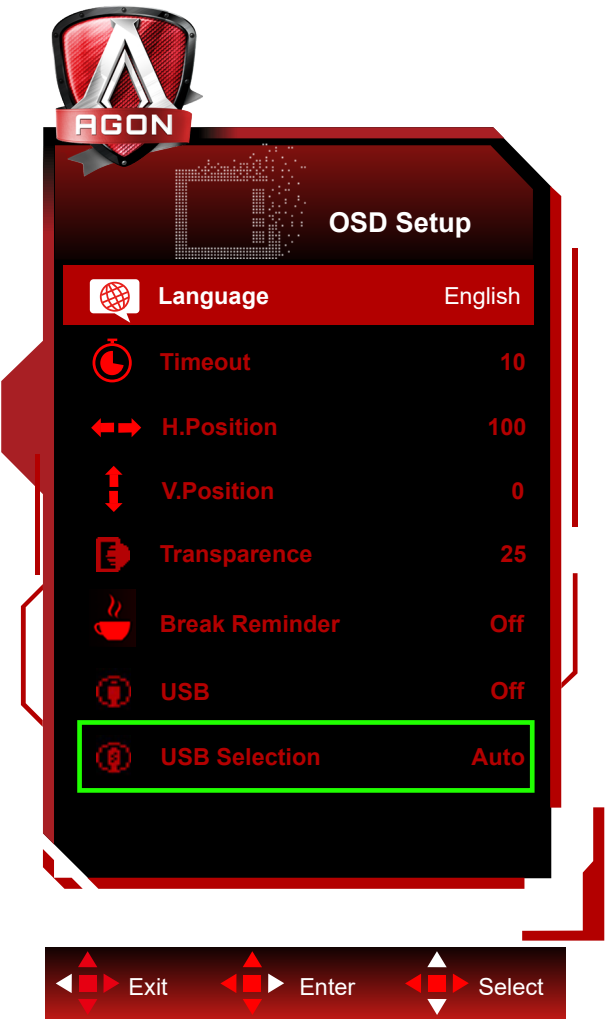 AGON
OSD Setup
Language English
Timeout 10
H.Position 100
V.Position 0
Transparence 25
Break Reminder Off
USB Off
USB Selection Auto
Exit Enter Select